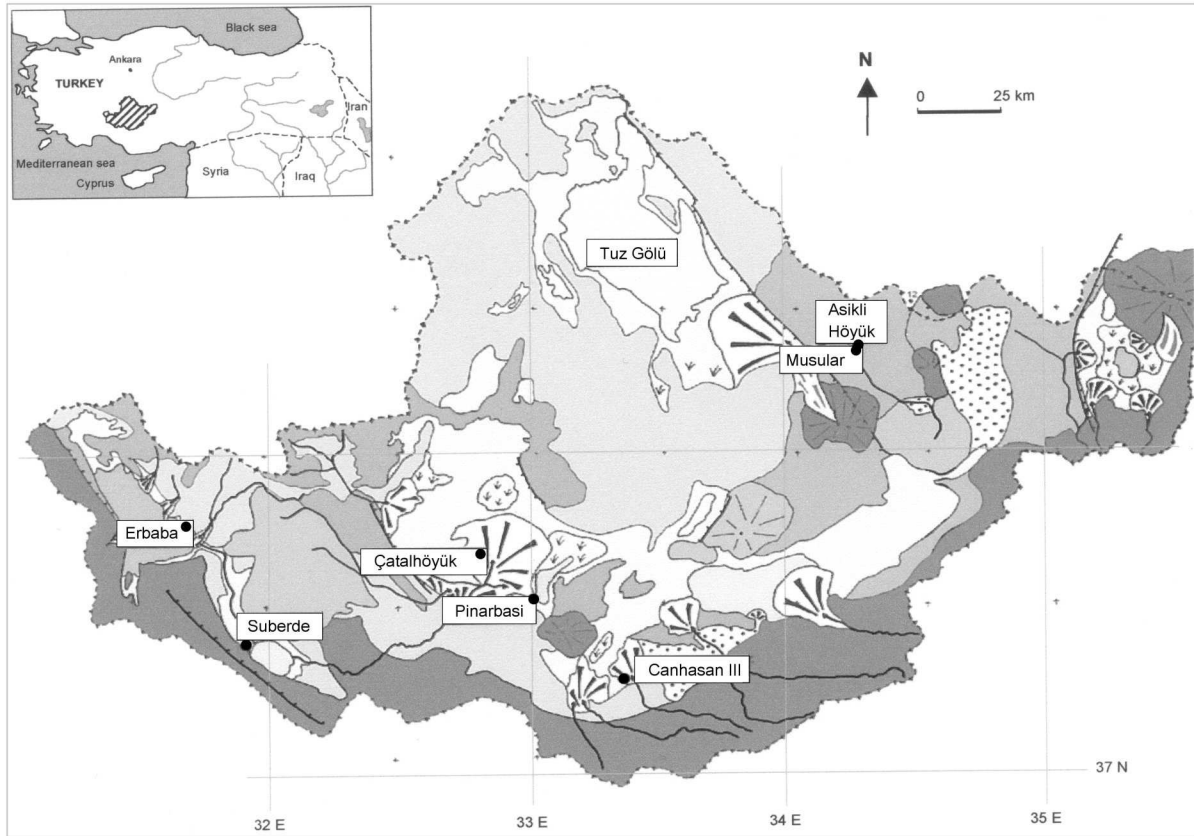 Black sea
Ankara
TURKEY
Iran
Mediterranean sea
Cyprus
Syria
Iraq
N
0 25 km
Tuz Gölü
Asikli
Höyük
Musular
Erbaba
Çatalhöyük
Pinarbasi
Suberde
Canhasan III
37 N
32 E
33 E
34 E
35 E